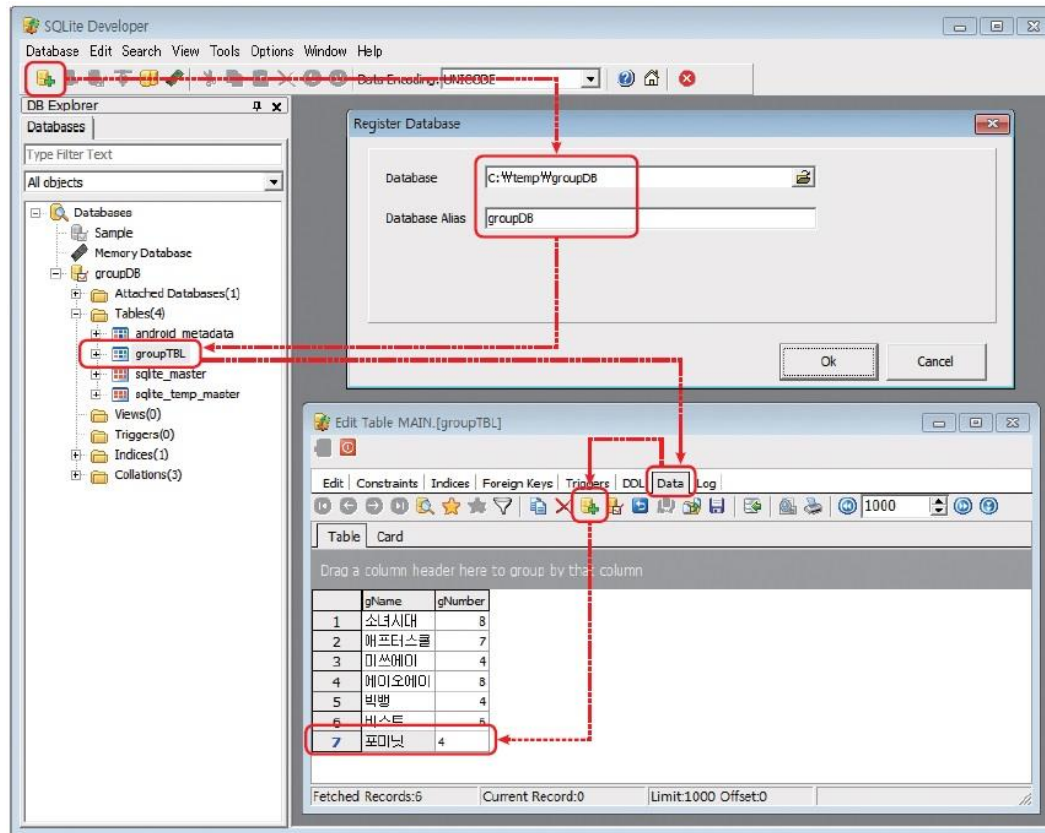 SQLite Developer
Database Edit Search View Tools Options Window Help
Data Encoding: UNICODE
DB Explorer
Databases
Type Filter Text
All objects
Databases
Sample
Memory Database
groupDB
Attached Databases(1)
Tables(4)
android_metadata
groupTBL
sqlite_master
sqlite_temp_master
Views(0)
Triggers(0)
Indices(1)
Collations(3)
Register Database
Database C:₩temp₩groupDB
Database Alias groupDB
Ok Cancel
Edit Table MAIN.[groupTBL]
Edit Constraints Indices Foreign Keys Triggers DDL Data Log
1000
Table Card
Drag a column header here to group by that column
gName gNumber
1 소녀시대 8
2 애프터스쿨 7
3 미쓰에이 4
4 에이오에이 8
5 빅뱅 4
6 비스트 6
7 포미닛 4
Fetched Records:6 Current Record:0 Limit:1000 Offset:0